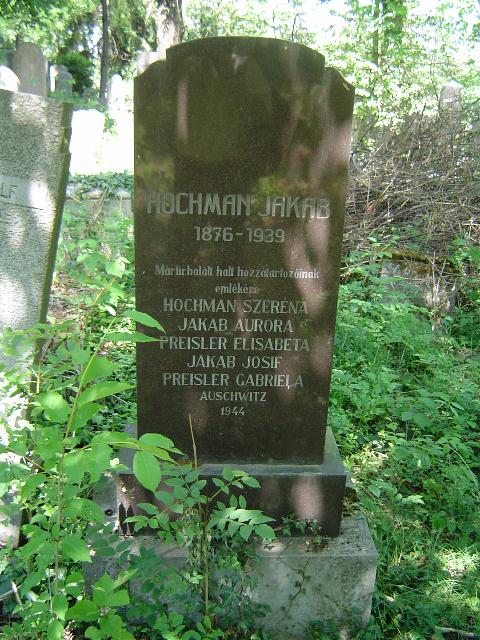 HOCHMAN JAKAB
1876-1939
Mártírhalált halt hozzátartozóinak
emlékére
HOCHMAN SZERÉNA
JAKAB AURORA
PREISLER ELISABETA
JAKAB JOSIF
PREISLER GABRIELA
AUSCHWITZ
1944
LF